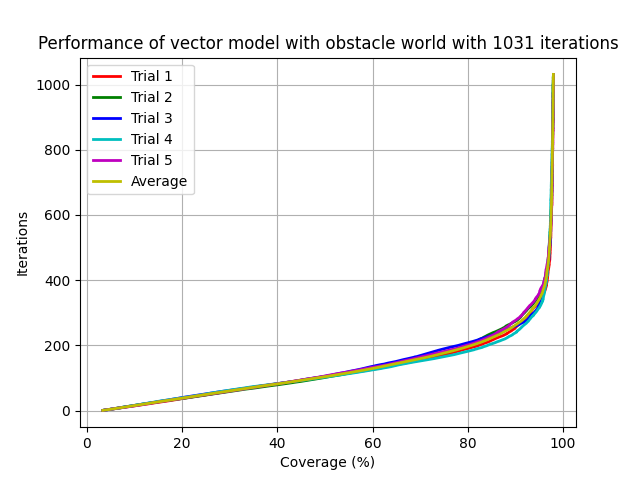 Performance of vector model with obstacle world with 1031 iterations
Trial 1
Trial 2
Trial 3
Trial 4
Trial 5
Average
Iterations
1000
800
600
400
200
0
0 20 40 60 80 100
Coverage (%)